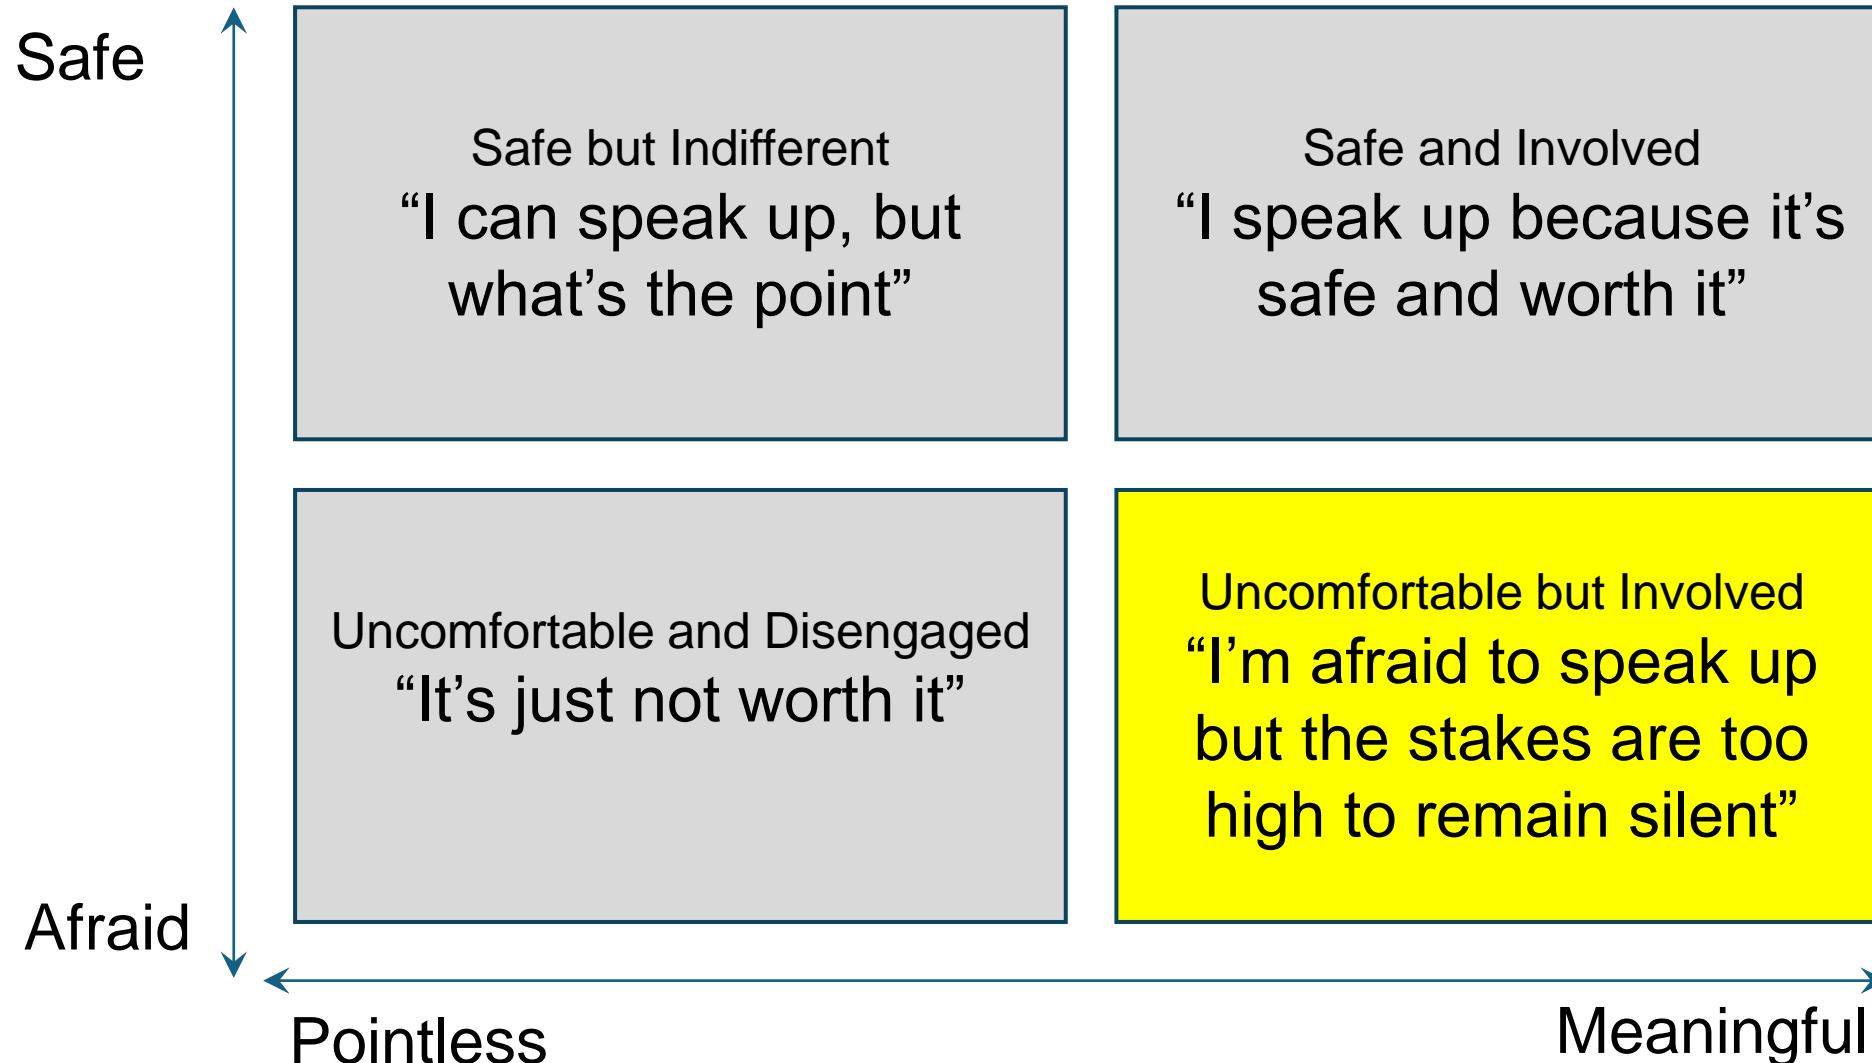 Safe
Safe but Indifferent
“I can speak up, but
what’s the point”
Safe and Involved
“I speak up because it’s
safe and worth it”
Uncomfortable and Disengaged
“It’s just not worth it”
Uncomfortable but Involved
“I’m afraid to speak up
but the stakes are too
high to remain silent”
Afraid
Pointless
Meaningful